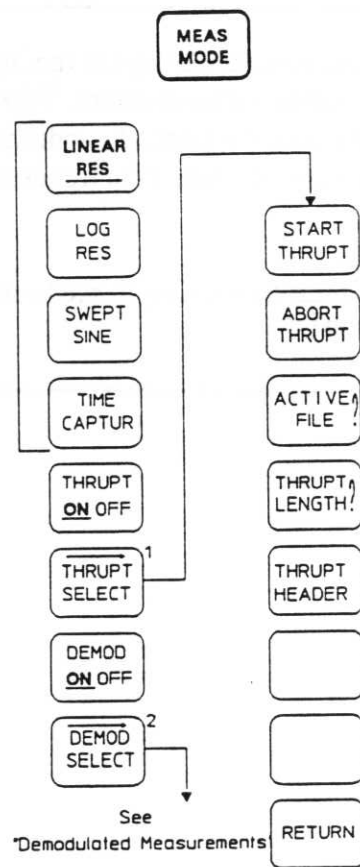 MEAS
MODE
LINEAR
RES
LOG
RES
SWEPT
SINE
TIME
CAPTUR
THRUPT
ON OFF
THRUPT
SELECT
1
DEMOD
ON OFF
DEMOD
SELECT
2
See
"Demodulated Measurements"
START
THRUPT
ABORT
THRUPT
ACTIVE
FILE
THRUPT
LENGTH
THRUPT
HEADER
RETURN